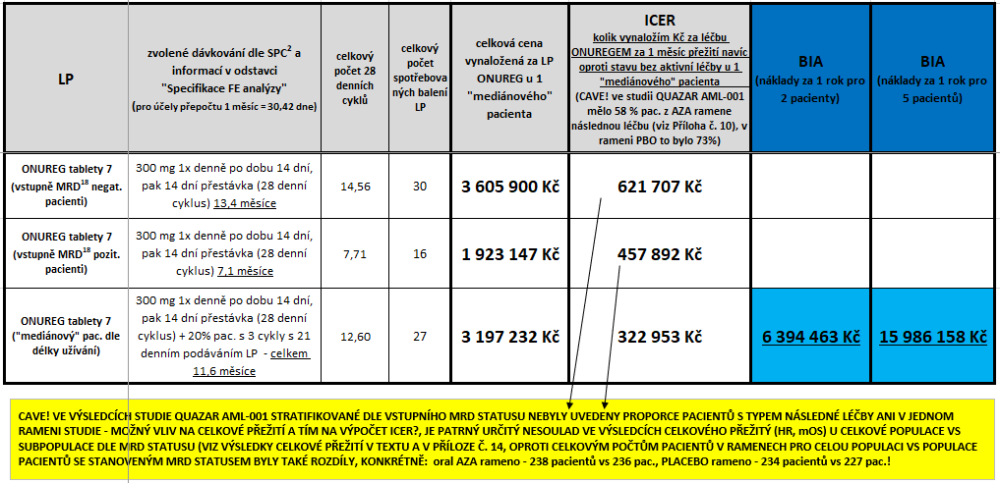 LP
zvolené dávkování dle SPC² a
informací v odstavci
"Specifikace FE analýzy"
(pro účely přepočtu 1 měsíc = 30,42 dne)
celkový
počet 28
denních
cyklů
celkový
počet
spotřebova
ných balení
LP
celková cena
vynaložená za LP
ONUREG u 1
"mediánového"
pacienta
ICER
kolik vynaložím Kč za léčbu
ONUREGEM za 1 měsíc přežití navíc
oproti stavu bez aktivní léčby u 1
"mediánového" pacienta
(CAVE! ve studii QUAZAR AML-001
mělo 58 % pac. z AZA ramene
následnou léčbu (viz Příloha č. 10), v
rameni PBO to bylo 73%)
BIA
(náklady za 1 rok pro
2 pacienty)
BIA
(náklady za 1 rok pro
5 pacientů)
ONUREG tablety 7
(vstupně MRD¹⁸ negat.
pacienti)
300 mg 1x denně po dobu 14 dní,
pak 14 dní přestávka (28 denní
cyklus) 13,4 měsíce
14,56
30
3 605 900 Kč
621 707 Kč
ONUREG tablety 7
(vstupně MRD¹⁸ pozit.
pacienti)
300 mg 1x denně po dobu 14 dní,
pak 14 dní přestávka (28 denní
cyklus) 7,1 měsíce
7,71
16
1 923 147 Kč
457 892 Kč
ONUREG tablety 7
("mediánový" pac. dle
délky užívání)
300 mg 1x denně po dobu 14 dní,
pak 14 dní přestávka (28 denní
cyklus) + 20% pac. s 3 cykly s 21
denním podáváním LP - celkem
11,6 měsíce
12,60
27
3 197 232 Kč
322 953 Kč
6 394 463 Kč
15 986 158 Kč
CAVE! VE VÝSLEDCÍCH STUDIE QUAZAR AML-001 STRATIFIKOVANÉ DLE VSTUPNÍHO MRD STATUSU NEBYLY UVEDENY PROPORCE PACIENTŮ S TYPEM NÁSLEDNÉ LÉČBY ANI V JEDNOM
RAMENI STUDIE - MOŽNÝ VLIV NA CELKOVÉ PŘEŽITÍ A TÍM NA VÝPOČET ICER?, JE PATRNÝ URČITÝ NESOULAD VE VÝSLEDCÍCH CELKOVÉHO PŘEŽITÝ (HR, mOS) U CELKOVÉ POPULACE VS
SUBPOPULACE DLE MRD STATUSU (VIZ VÝSLEDKY CELKOVÉ PŘEŽITÍ V TEXTU A V PŘÍLOZE Č. 14, OPROTI CELKOVÝM POČTŮM PACIENTŮ V RAMENECH PRO CELOU POPULACI VS POPULACE
PACIENTŮ SE STANOVENÝM MRD STATUSEM BYLY TAKÉ ROZDÍLY, KONKRÉTNĚ: oral AZA rameno - 238 pacientů vs 236 pac., PLACEBO rameno - 234 pacientů vs 227 pac.!